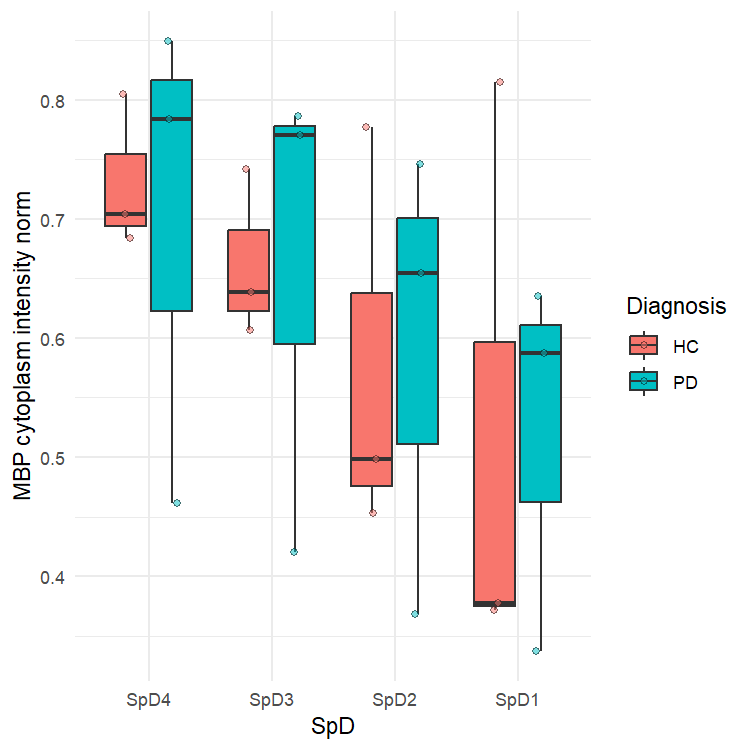 MBP cytoplasm intensity norm
0.8
0.7
0.6
0.5
0.4
SpD4 SpD3 SpD2 SpD1
SpD
Diagnosis
HC
PD